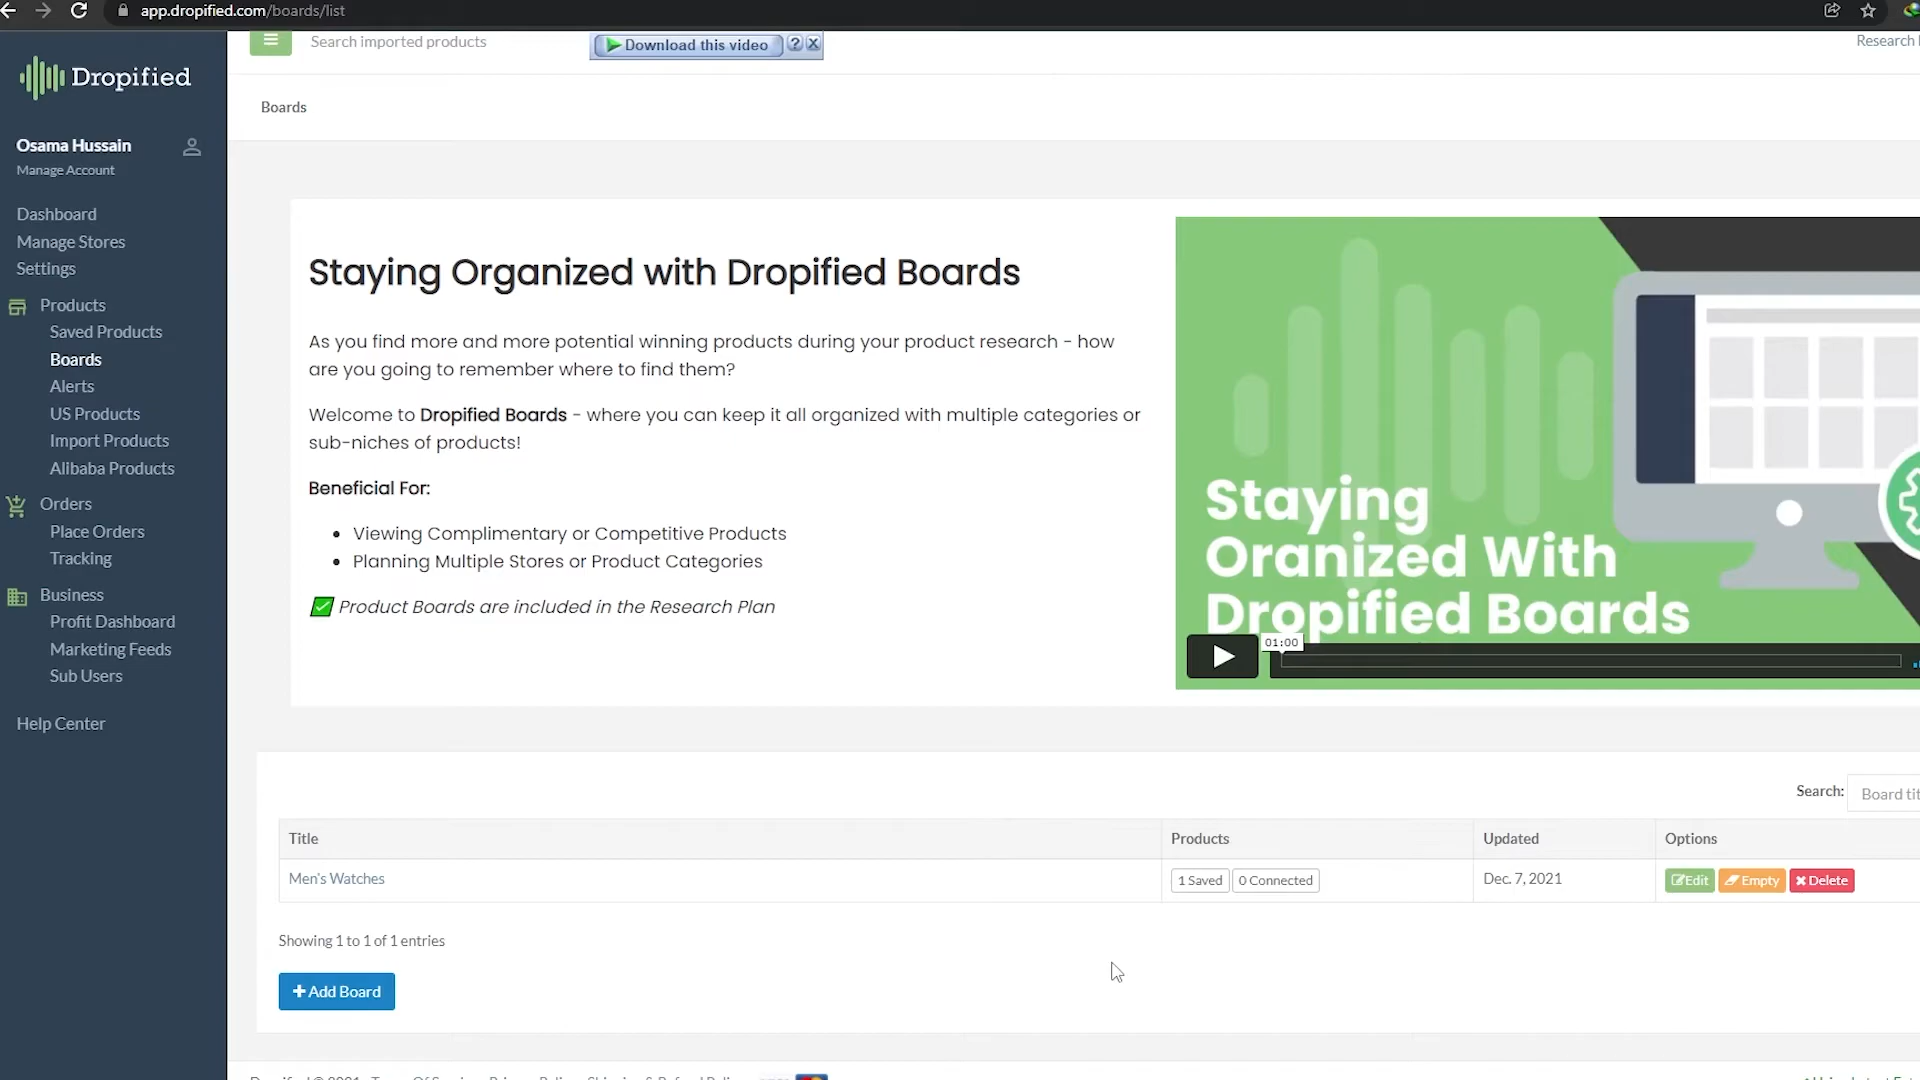 app.dropified.com/boards/list
Search imported products
Download this video
?
X
Research
Dropified
Boards
Osama Hussain
Manage Account
Dashboard
Manage Stores
Settings
Products
Saved Products
Boards
Alerts
US Products
Import Products
Alibaba Products
Orders
Place Orders
Tracking
Business
Profit Dashboard
Marketing Feeds
Sub Users
Help Center
Staying Organized with Dropified Boards
As you find more and more potential winning products during your product research - how
are you going to remember where to find them?
Welcome to Dropified Boards - where you can keep it all organized with multiple categories or
sub-niches of products!
Beneficial For:
• Viewing Complimentary or Competitive Products
• Planning Multiple Stores or Product Categories
✅ Product Boards are included in the Research Plan
Staying
Oranized With
Dropified Boards
01:00
Search: Board tit
Title Products Updated Options
Men's Watches 1 Saved 0 Connected Dec. 7, 2021 Edit Empty Delete
Showing 1 to 1 of 1 entries
+ Add Board